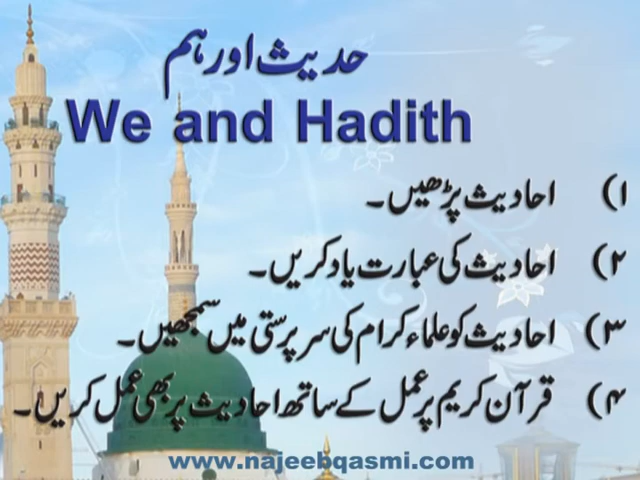 حدیث اور ہم
We and Hadith
۱) احادیث پڑھیں۔
۲) احادیث کی عبارت یاد کریں۔
۳) احادیث کو علماء کرام کی سرپرستی میں سمجھیں۔
۴) قرآن کریم پر عمل کے ساتھ احادیث پر بھی عمل کریں۔
www.najeebqasmi.com